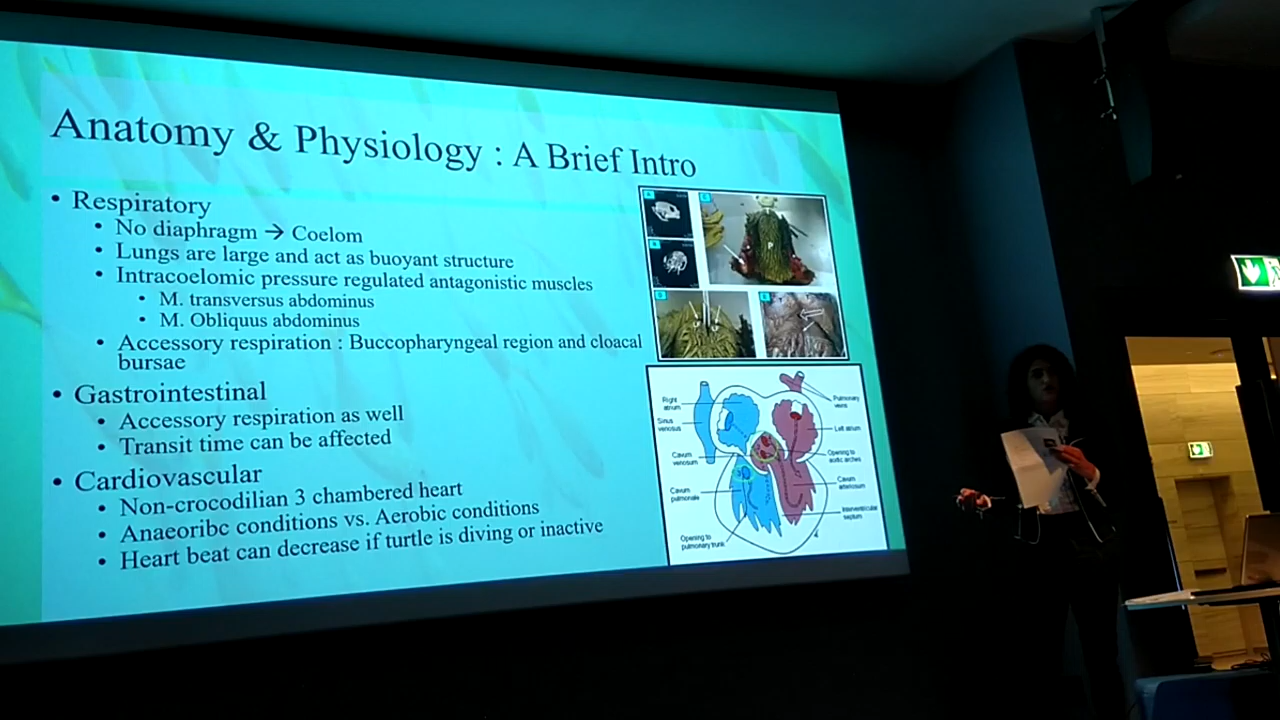 Anatomy & Physiology : A Brief Intro
• Respiratory
• No diaphragm → Coelom
• Lungs are large and act as buoyant structure
• Intracoelomic pressure regulated antagonistic muscles
• M. transversus abdominus
• M. Obliquus abdominus
• Accessory respiration : Buccopharyngeal region and cloacal
bursae
• Gastrointestinal
• Accessory respiration as well
• Transit time can be affected
• Cardiovascular
• Non-crocodilian 3 chambered heart
• Anaeoribc conditions vs. Aerobic conditions
• Heart beat can decrease if turtle is diving or inactive
Right
atrium
Sinus
venosus
Cavum
venosum
Cavum
pulmonale
Opening to
pulmonary trunk
Pulmonary
veins
Left atrium
Opening to
aortic arches
Cavum
arteriosum
Interventricular
septum